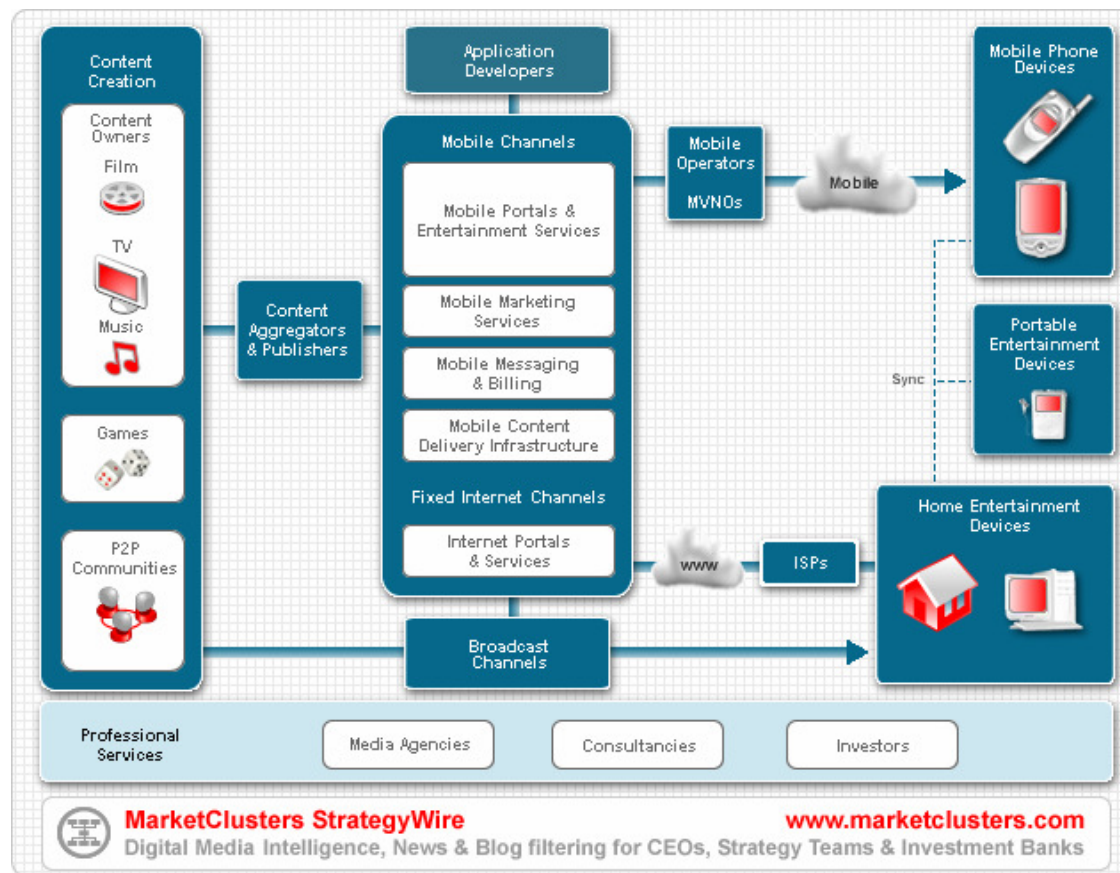 Content
Creation
Content
Owners
Film
TV
Music
Games
P2P
Communities
Content
Aggregators
& Publishers
Application
Developers
Mobile Channels
Mobile Portals &
Entertainment Services
Mobile Marketing
Services
Mobile Messaging
& Billing
Mobile Content
Delivery Infrastructure
Fixed Internet Channels
Internet Portals
& Services
Broadcast
Channels
Mobile
Operators
MVNOs
Mobile
Mobile Phone
Devices
Portable
Entertainment
Devices
Sync
www
ISPs
Home Entertainment
Devices
Professional
Services
Media Agencies
Consultancies
Investors
MarketClusters StrategyWire
www.marketclusters.com
Digital Media Intelligence, News & Blog filtering for CEOs, Strategy Teams & Investment Banks